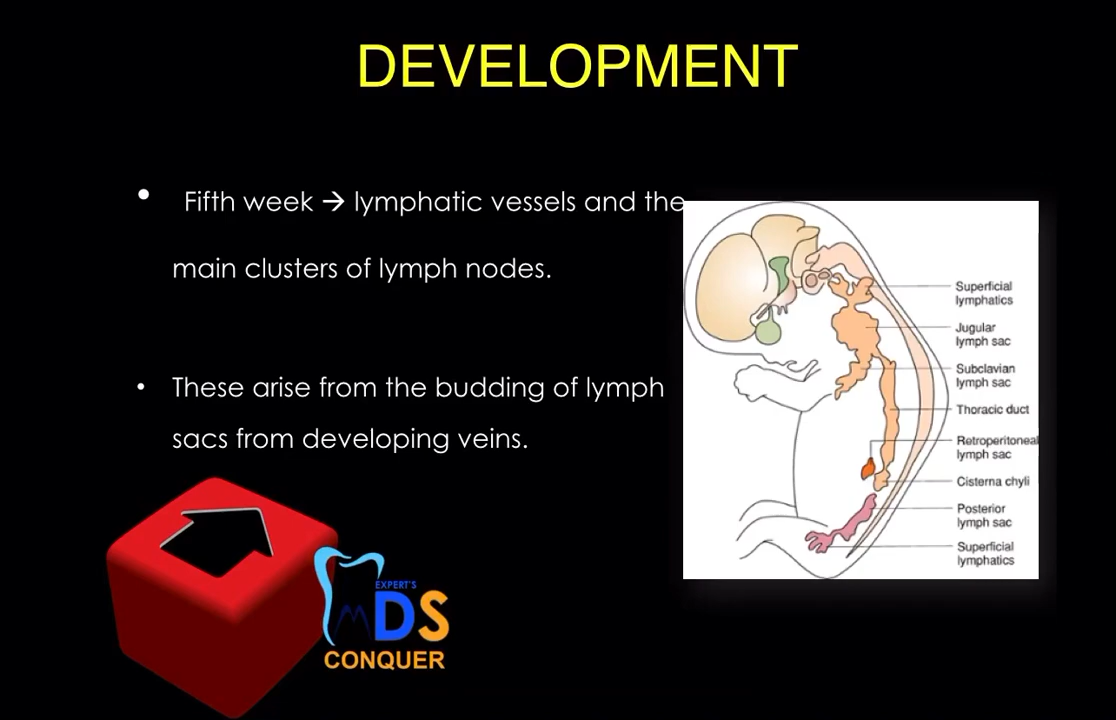 DEVELOPMENT
• Fifth week → lymphatic vessels and the
main clusters of lymph nodes.
• These arise from the budding of lymph
sacs from developing veins.
Superficial
lymphatics
Jugular
lymph sac
Subclavian
lymph sac
Thoracic duct
Retroperitoneal
lymph sac
Cisterna chyli
Posterior
lymph sac
Superficial
lymphatics
EXPERT'S
MDS
CONQUER